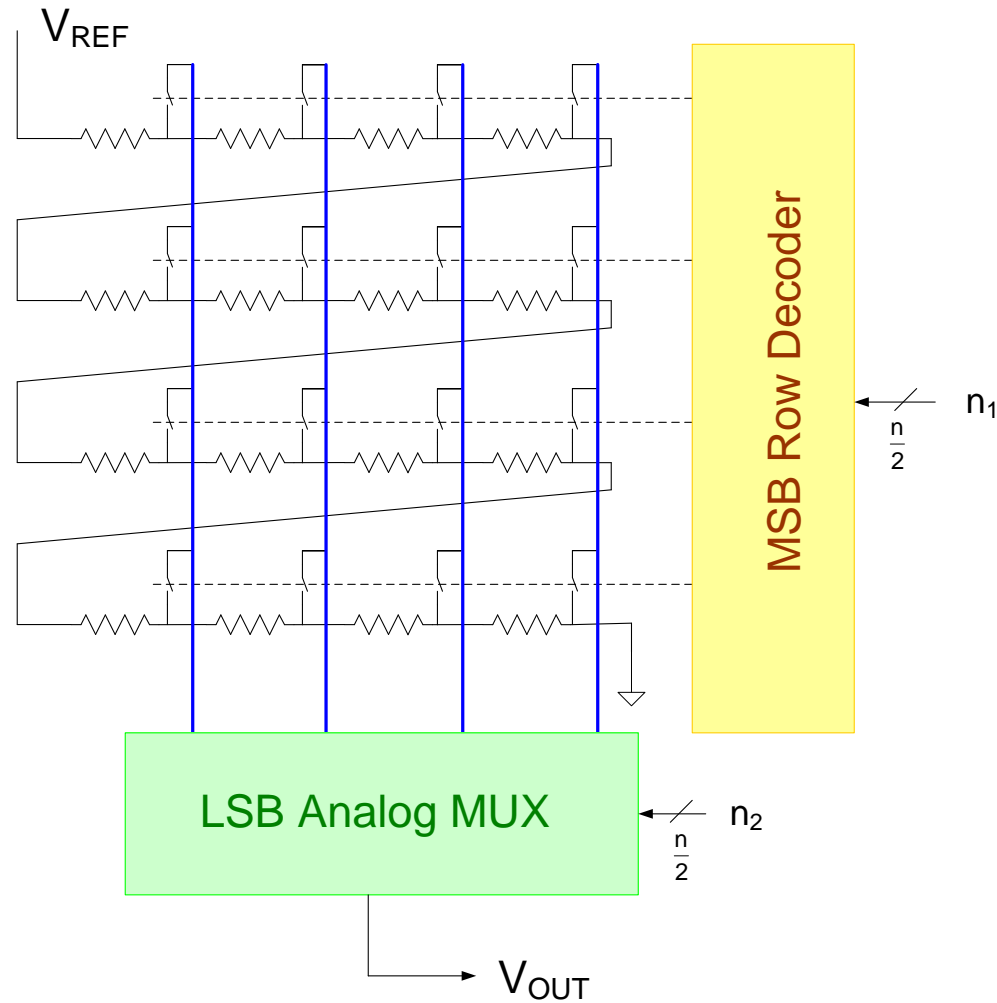 VREF
MSB Row Decoder
n1
n
2
LSB Analog MUX
n2
n
2
VOUT